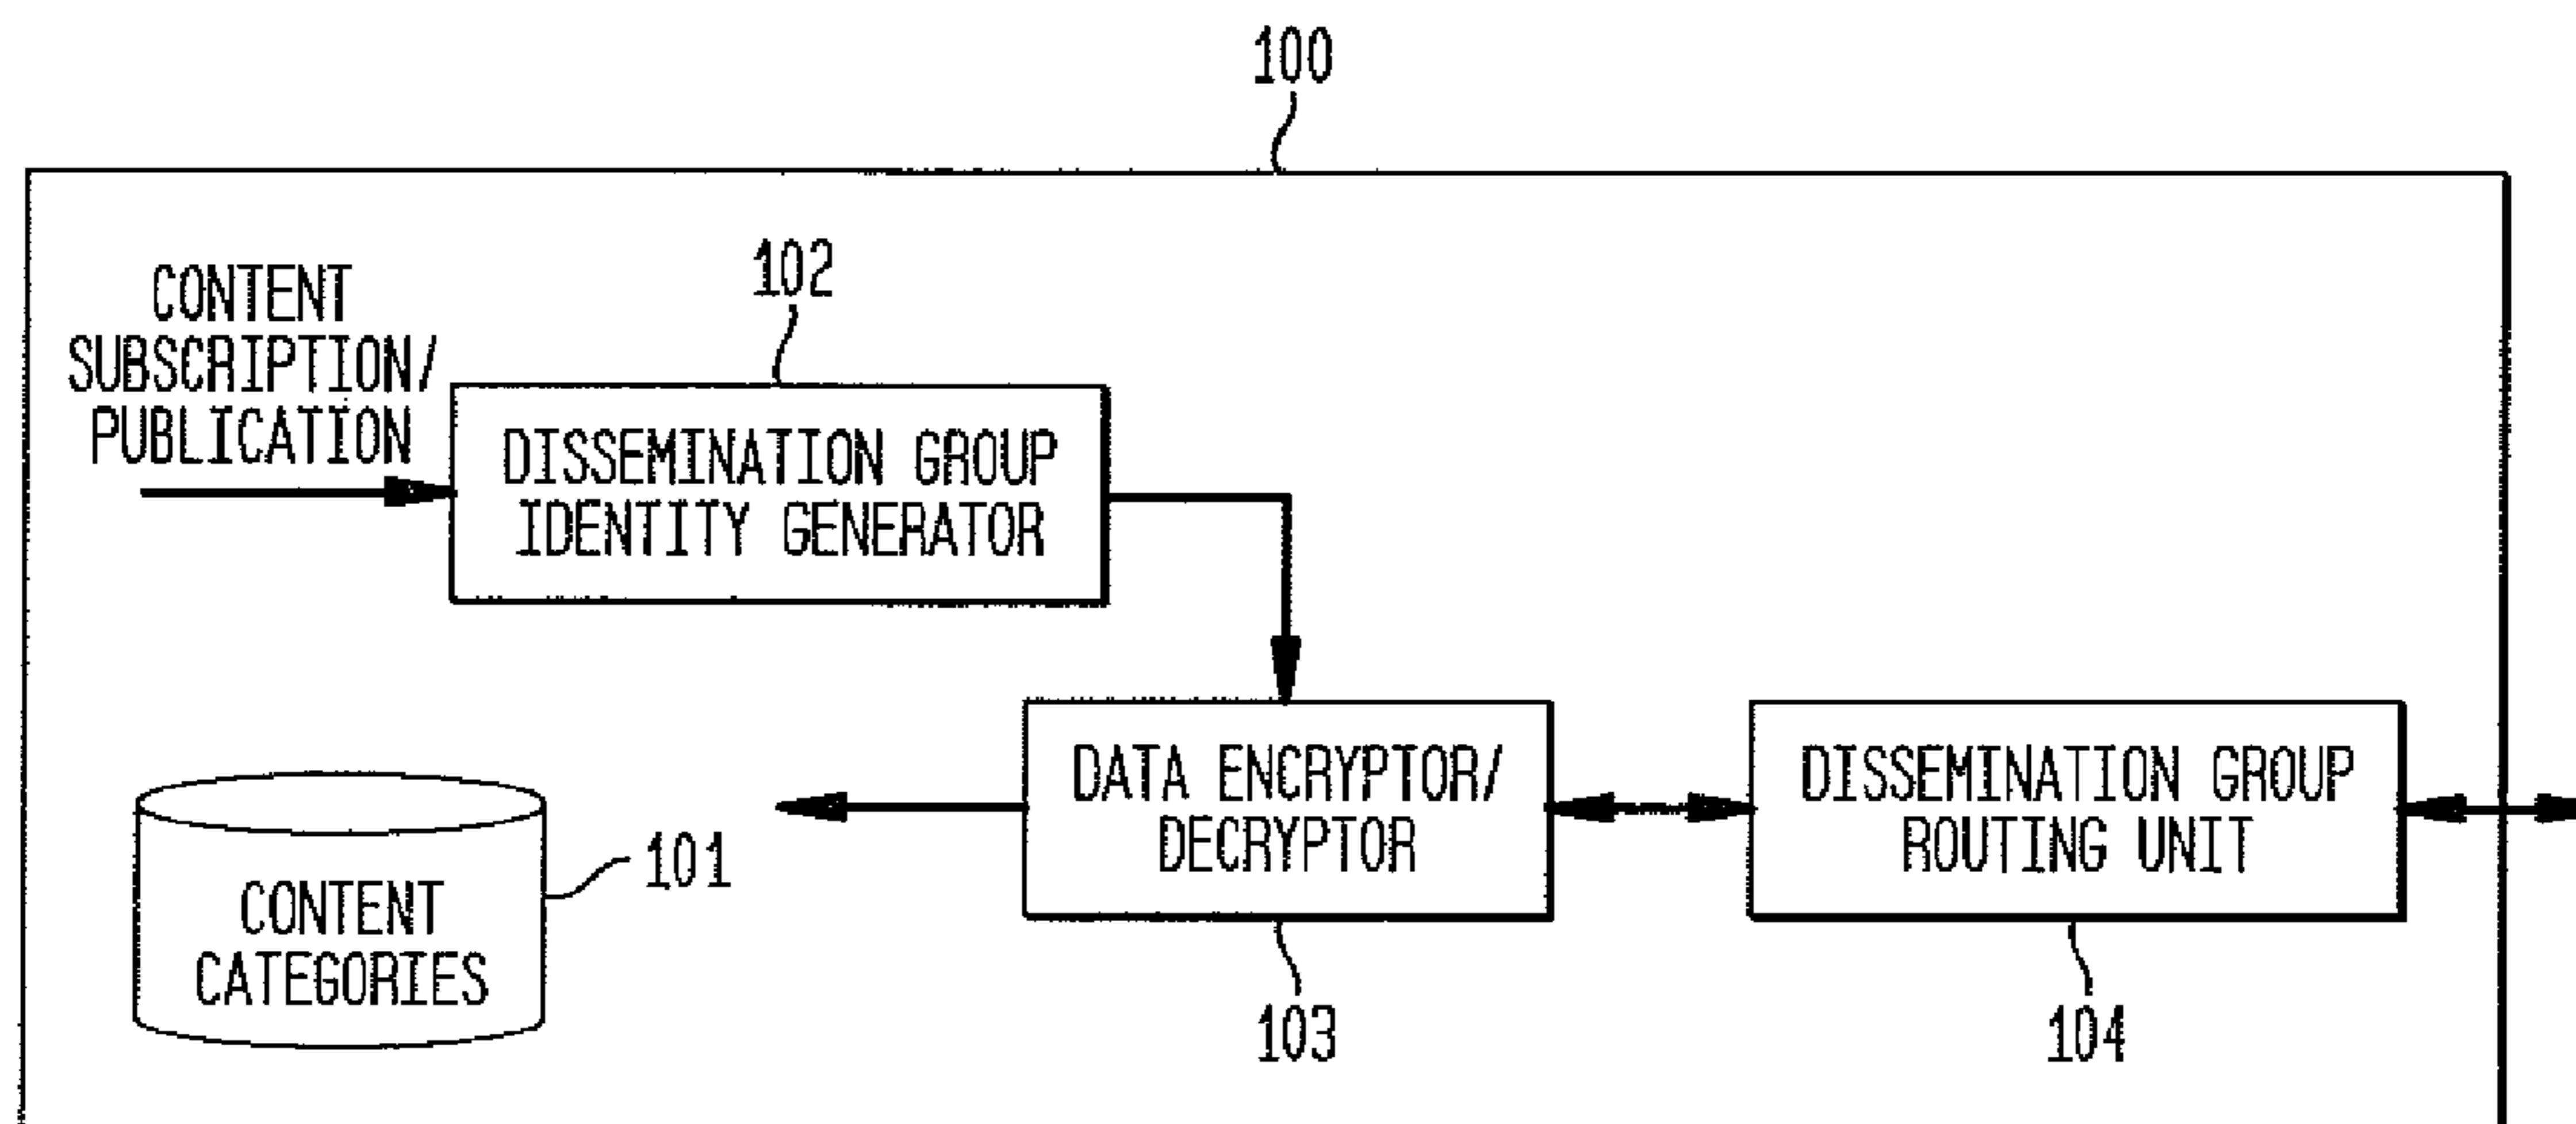 100
102
CONTENT
SUBSCRIPTION/
PUBLICATION
DISSEMINATION GROUP
IDENTITY GENERATOR
DATA ENCRYPTOR/
DECRYPTOR
DISSEMINATION GROUP
ROUTING UNIT
101
CONTENT
CATEGORIES
103
104